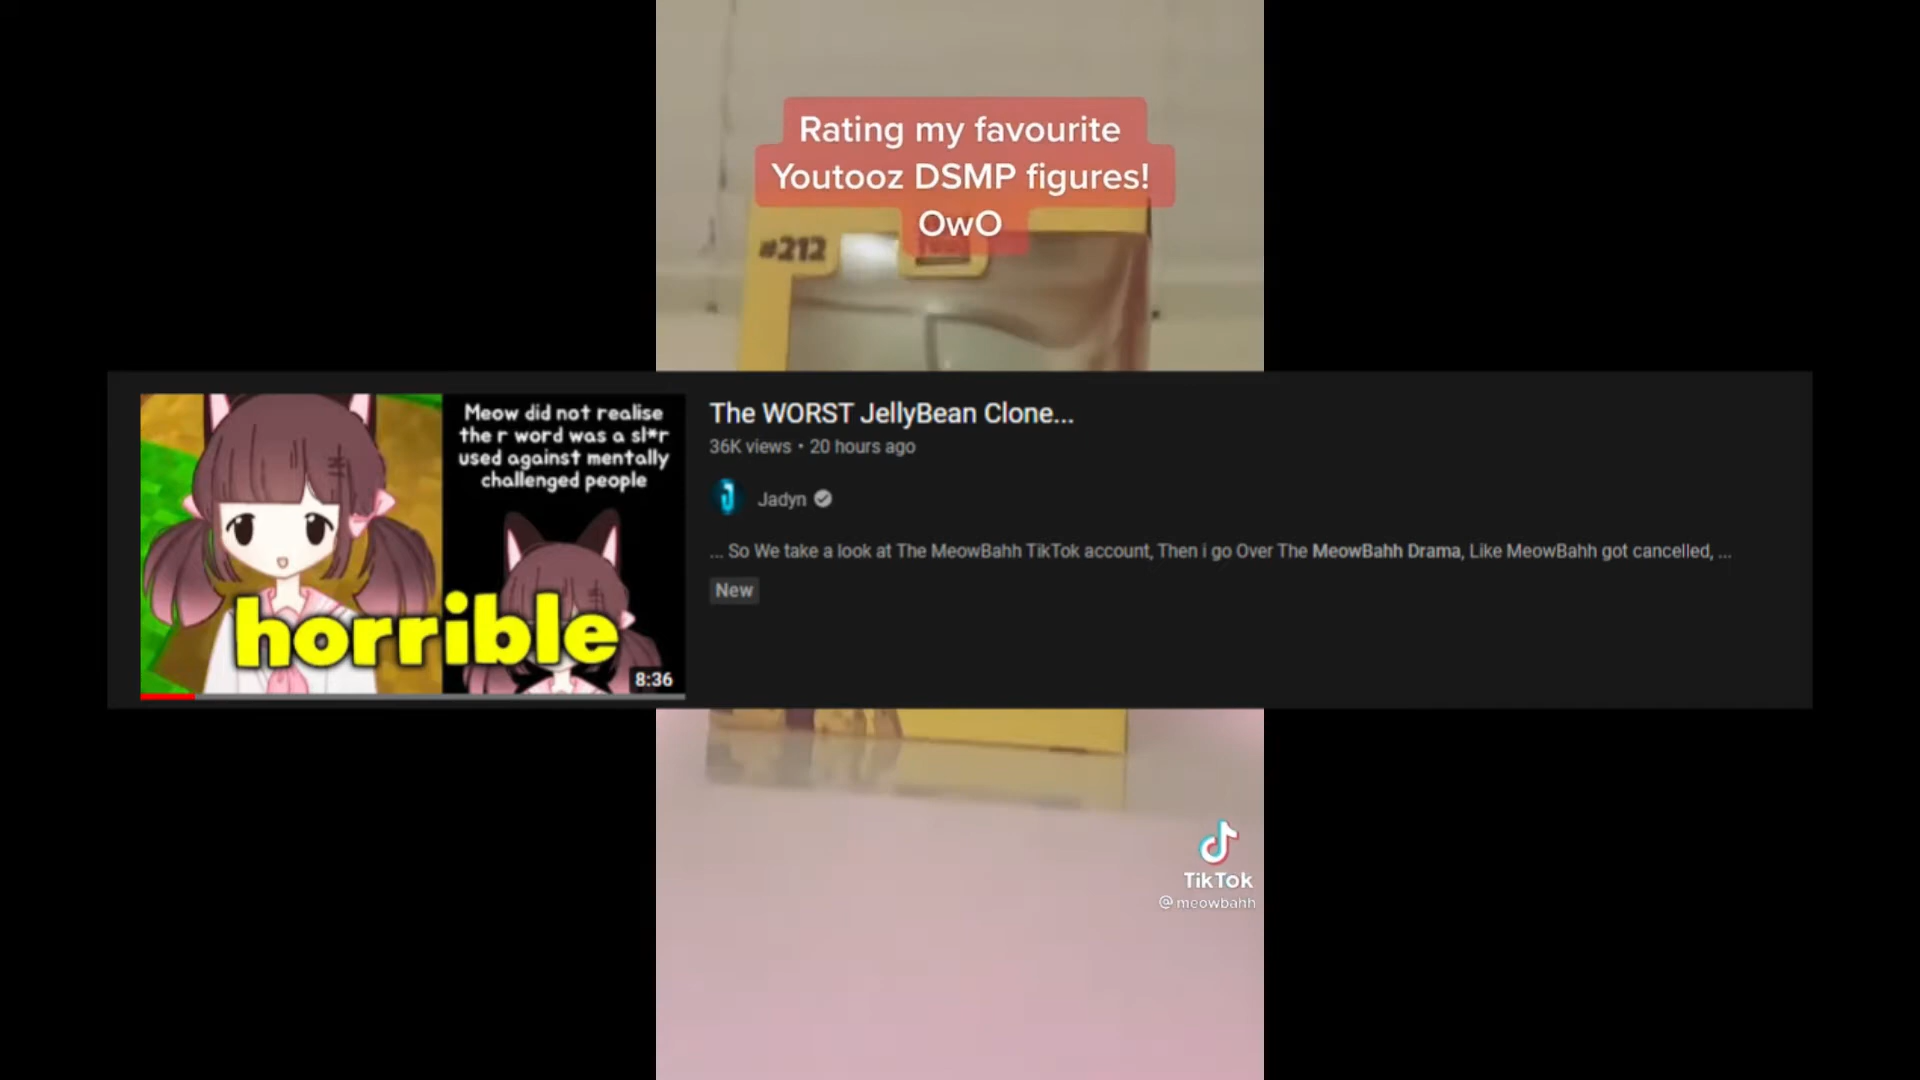 Rating my favourite
Youtooz DSMP figures!
OwO
#212
Meow did not realise
the r word was a sl*r
used against mentally
challenged people
horrible
8:36
The WORST JellyBean Clone...
36K views • 20 hours ago
Jadyn
... So We take a look at The MeowBahh TikTok account, Then i go Over The MeowBahh Drama, Like MeowBahh got cancelled, ...
New
TikTok
@meowbahh